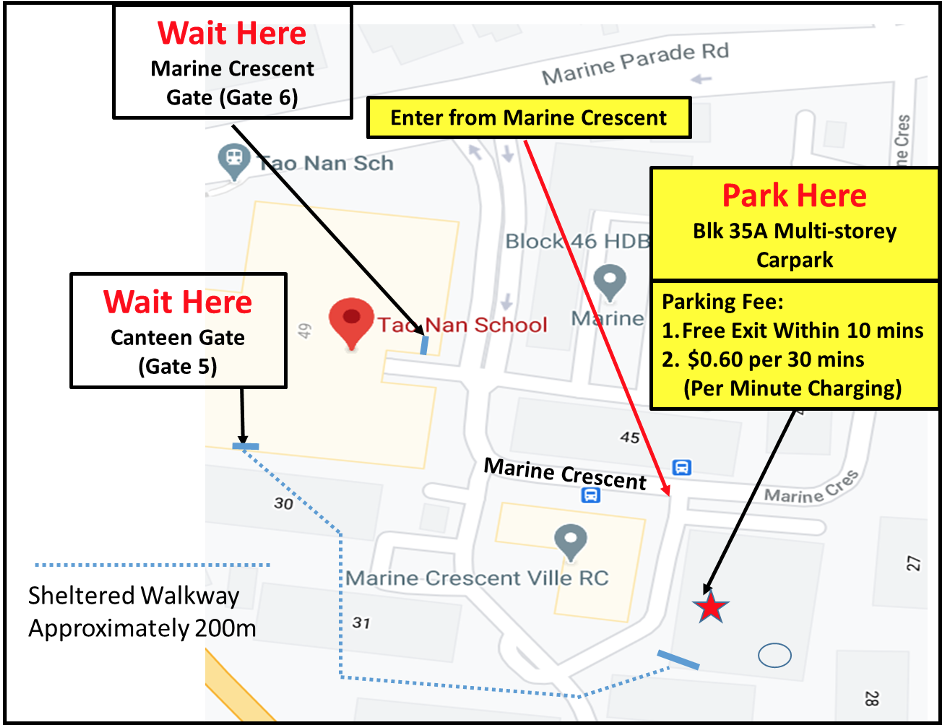 Wait Here
Marine Crescent
Gate (Gate 6)
Marine Parade Rd
Enter from Marine Crescent
Tao Nan Sch
Park Here
Blk 35A Multi-storey
Carpark
Parking Fee:
1.Free Exit Within 10 mins
2. $0.60 per 30 mins
(Per Minute Charging)
ne Cres
Block 46 HDB
Marine
Wait Here
Canteen Gate
(Gate 5)
49
Tao Nan School
45
Marine Crescent
Marine Cres
30
Marine Crescent Ville RC
27
Sheltered Walkway
Approximately 200m
31
28